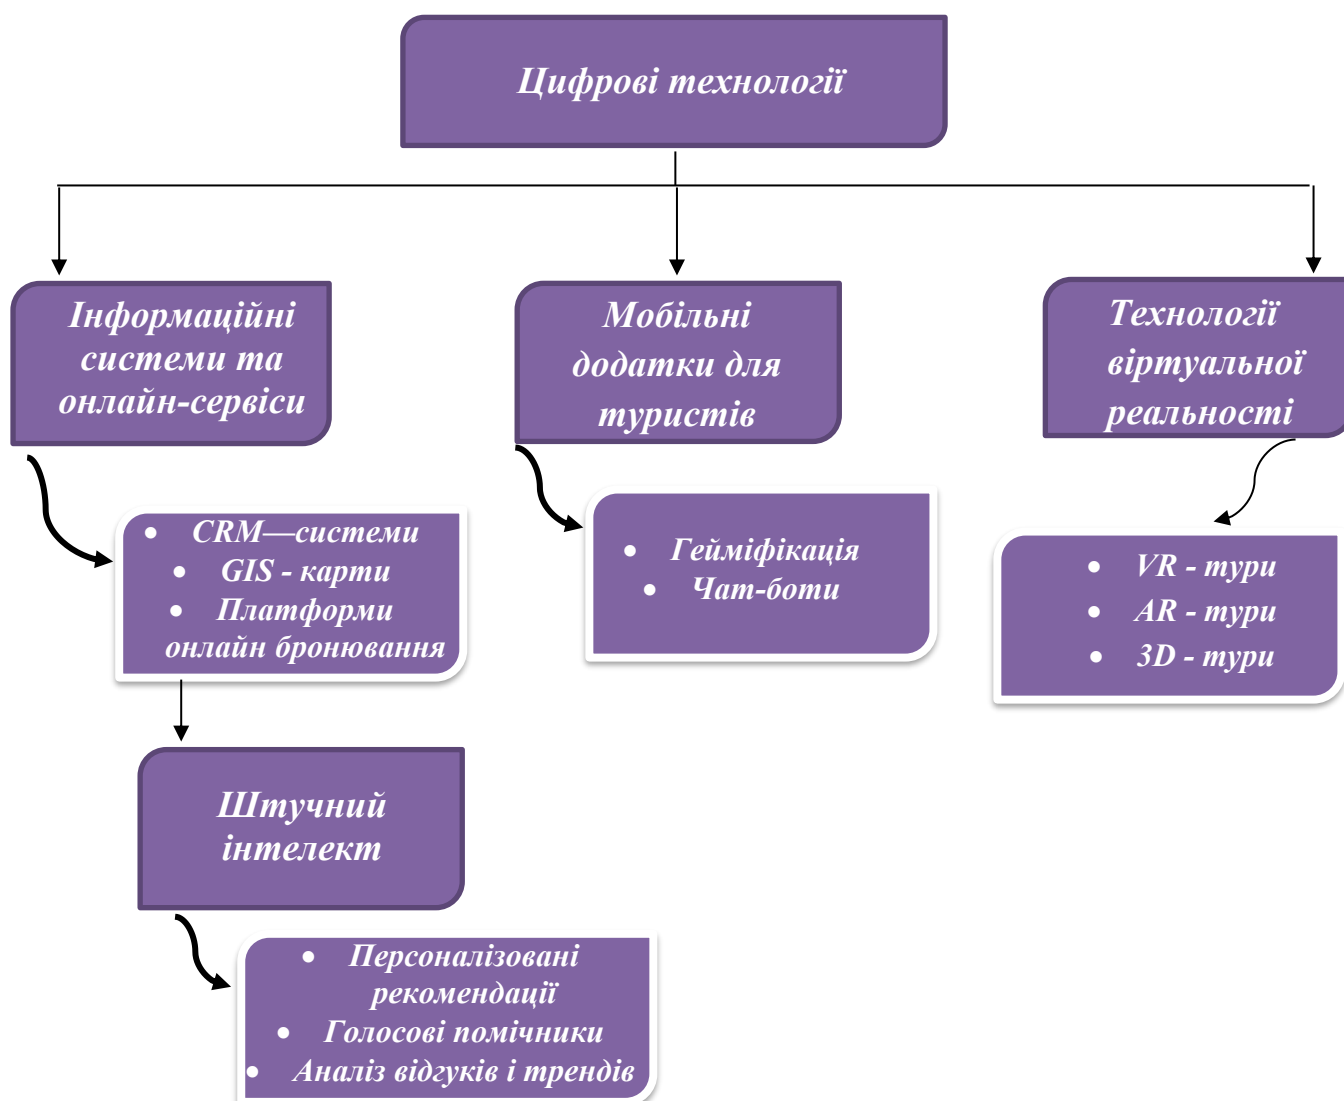 Цифрові технології
Інформаційні
системи та
онлайн-сервіси
Мобільні
додатки для
туристів
Технології
віртуальної
реальності
• CRM—системи
• GIS - карти
• Платформи
онлайн бронювання
• Гейміфікація
• Чат-боти
• VR - тури
• AR - тури
• 3D - тури
Штучний
інтелект
• Персоналізовані
рекомендації
• Голосові помічники
• Аналіз відгуків і трендів